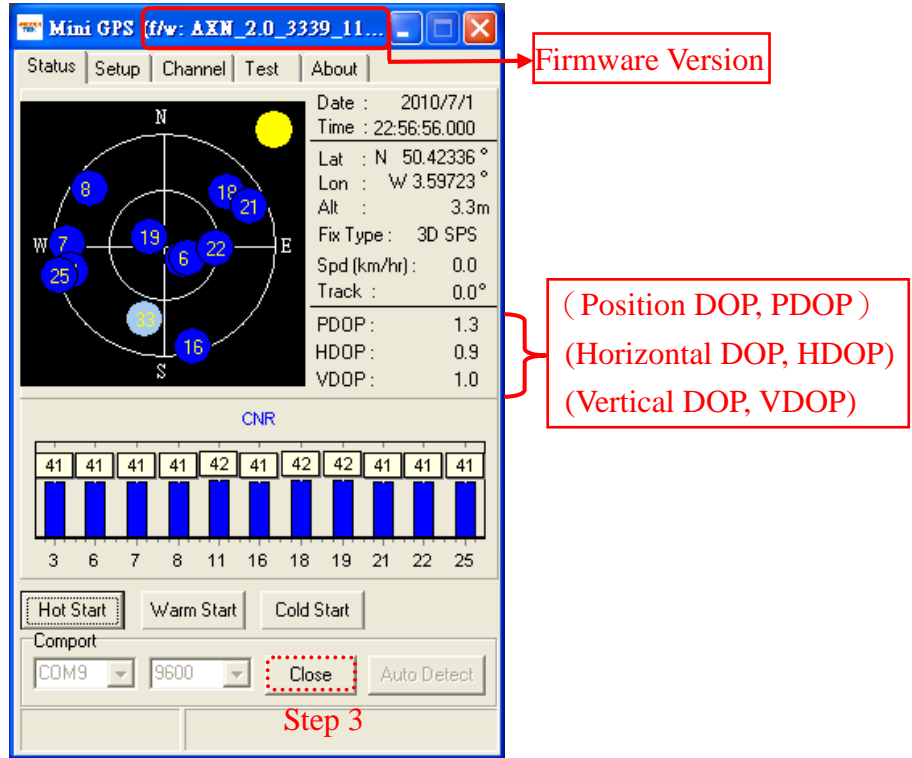 Mini GPS (f/w: AXN_2.0_3339_11...
Firmware Version
Status Setup Channel Test About
N
W
E
S
8
18
21
7
19
6
22
25
33
16
Date : 2010/7/1
Time : 22:56:56.000
Lat : N 50.42336 °
Lon : W 3.59723 °
Alt : 3.3m
Fix Type : 3D SPS
Spd (km/hr) : 0.0
Track : 0.0°
PDOP : 1.3
HDOP : 0.9
VDOP : 1.0
（Position DOP, PDOP）
(Horizontal DOP, HDOP)
(Vertical DOP, VDOP)
CNR
41 41 41 41 42 41 42 42 41 41 41
3 6 7 8 11 16 18 19 21 22 25
Hot Start Warm Start Cold Start
Comport
COM9 9600 Close Auto Detect
Step 3